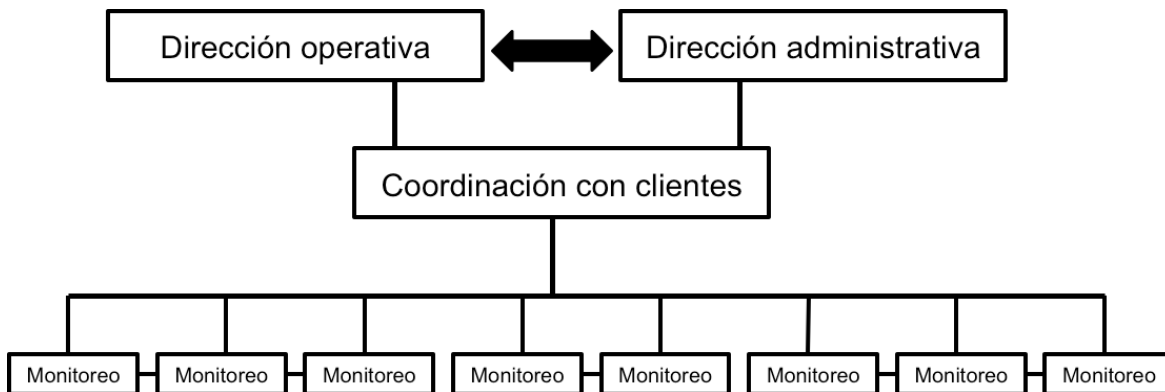 Dirección operativa
Dirección administrativa
Coordinación con clientes
Monitoreo
Monitoreo
Monitoreo
Monitoreo
Monitoreo
Monitoreo
Monitoreo
Monitoreo